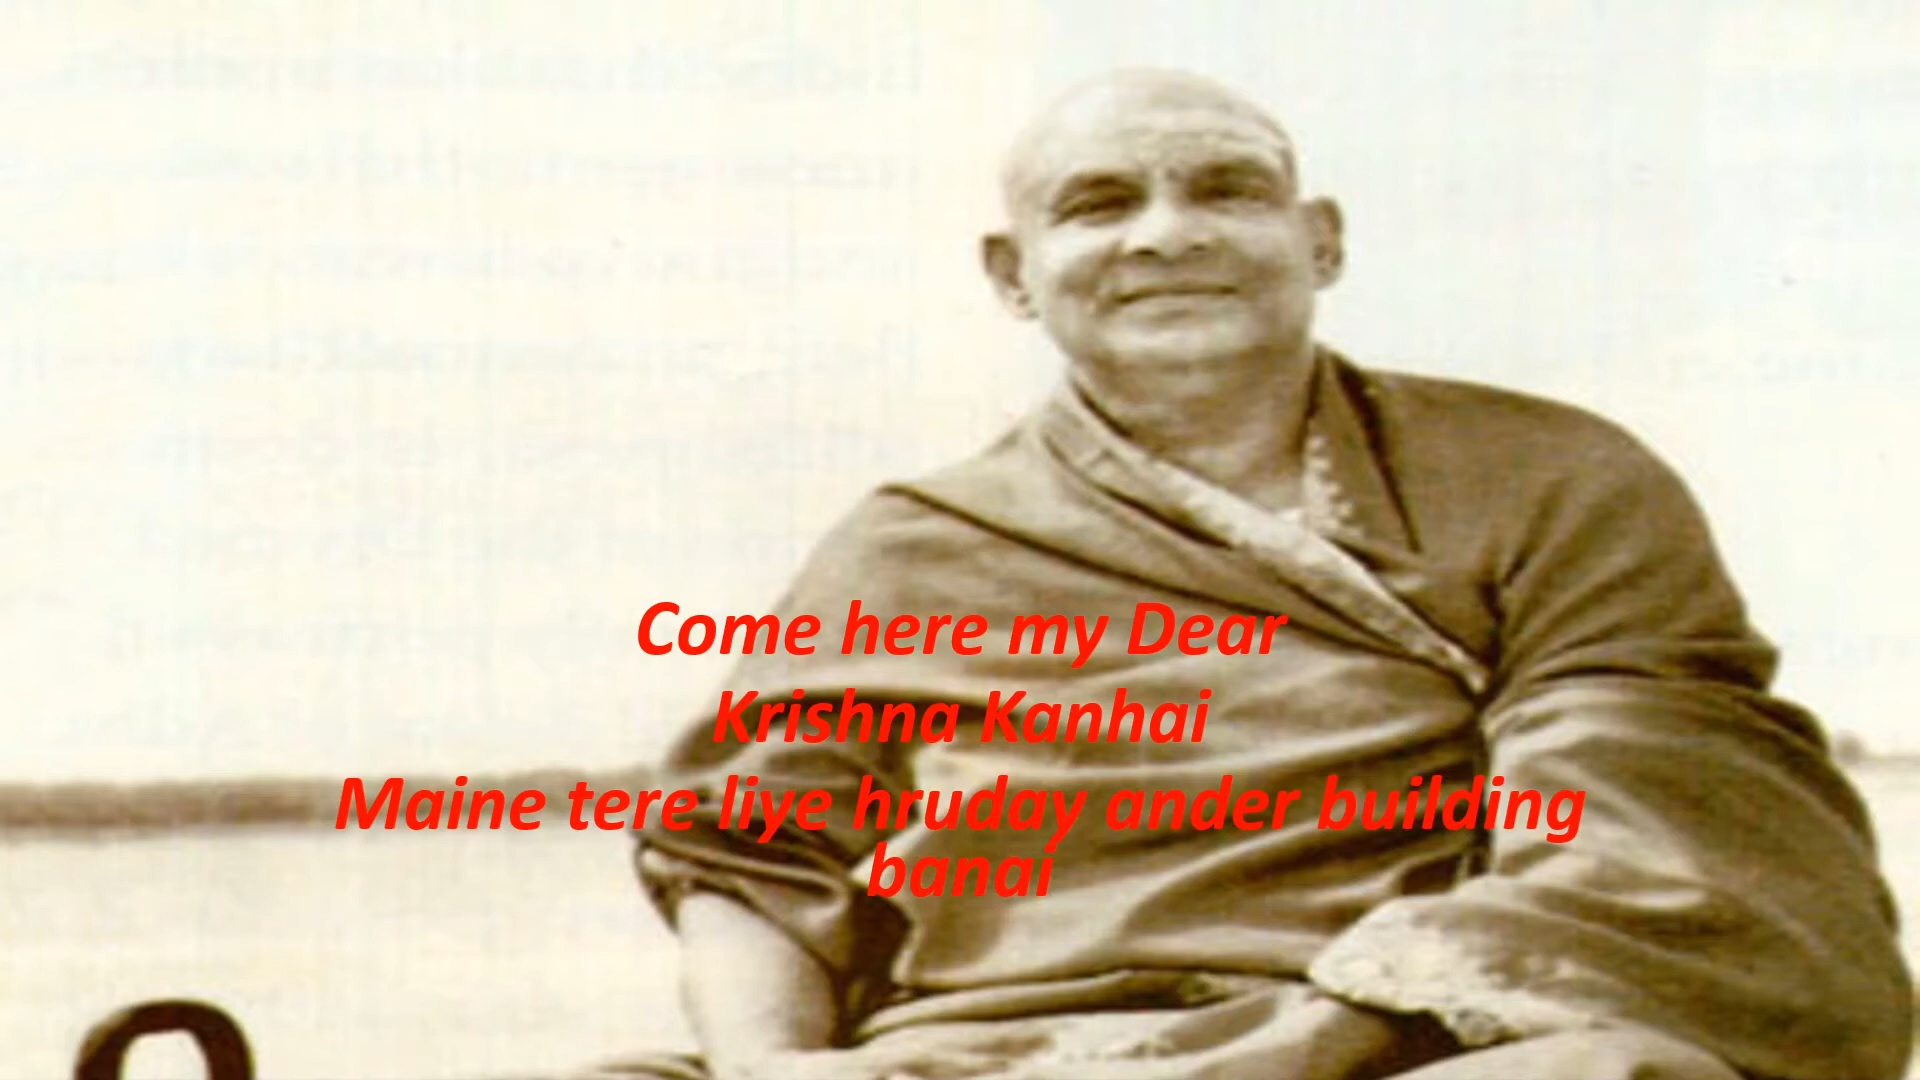 Come here my Dear
Krishna Kanhai
Maine tere liye hruday ander building
banai